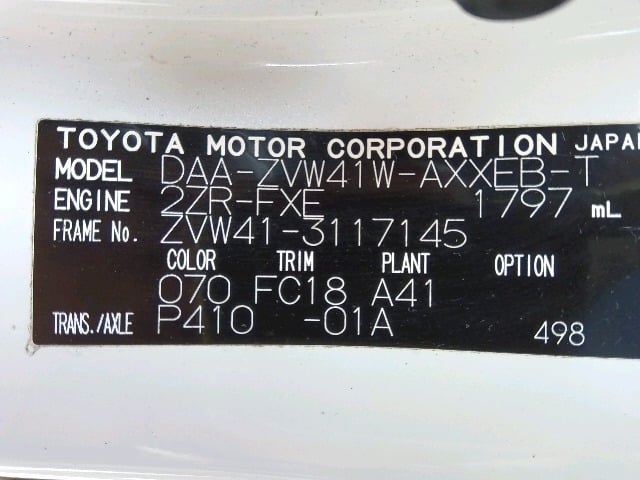 TOYOTA MOTOR CORPORATION JAPAN
MODEL DAA-ZVW41W-AXXEB-T
ENGINE 2ZR-FXE 1797 mL
FRAME No. ZVW41-3117145
COLOR TRIM PLANT OPTION
070 FC18 A41
TRANS./AXLE P410 -01A 498